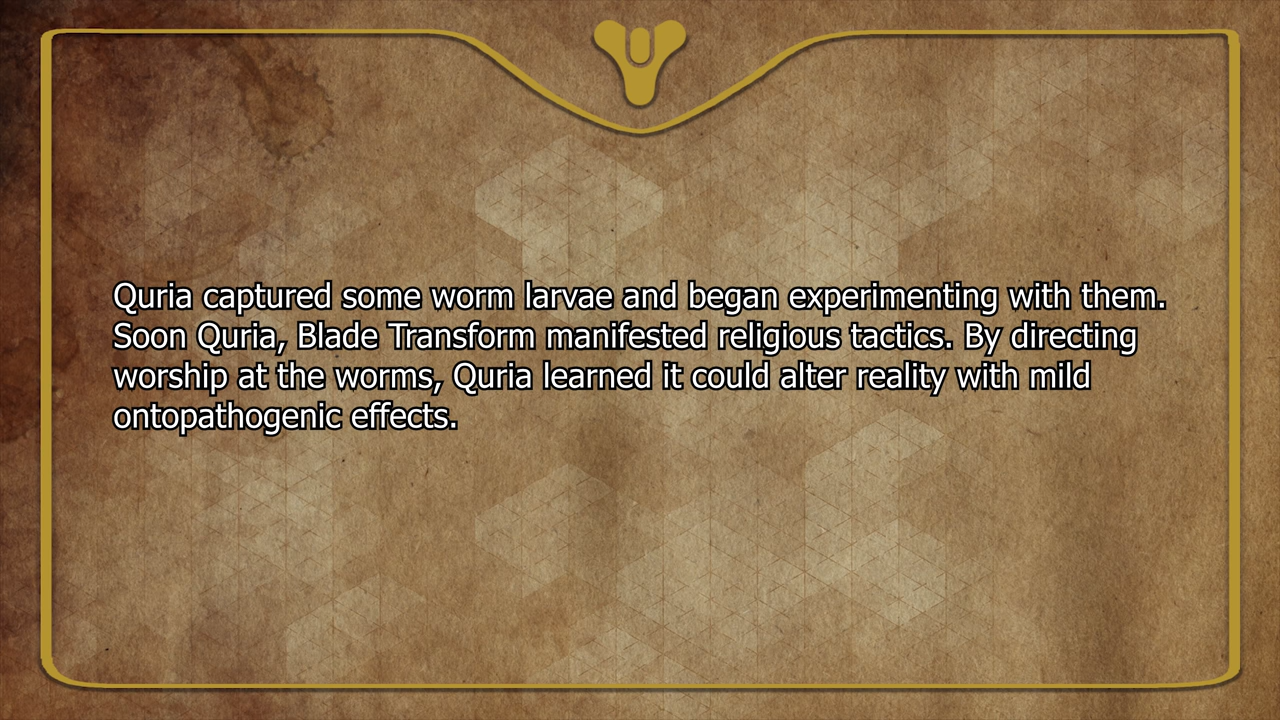 Quria captured some worm larvae and began experimenting with them.
Soon Quria, Blade Transform manifested religious tactics. By directing
worship at the worms, Quria learned it could alter reality with mild
ontopathogenic effects.